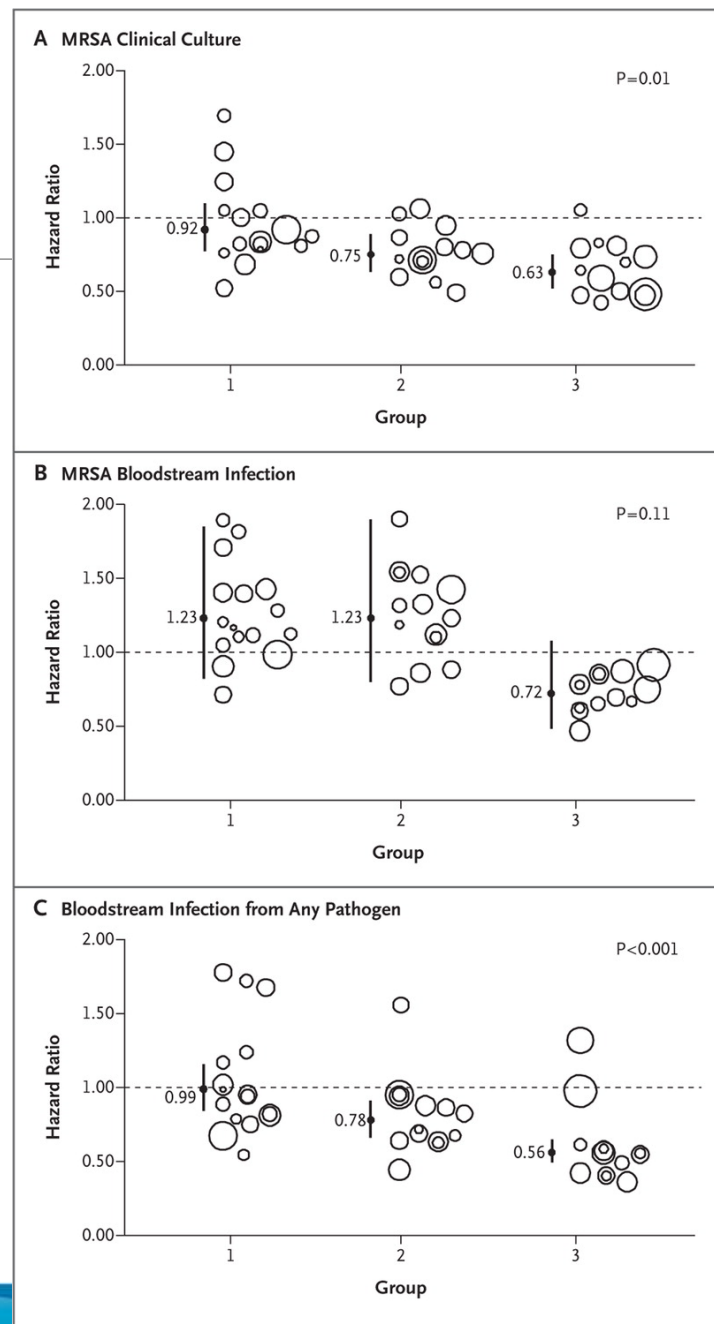 A MRSA Clinical Culture
2.00
P=0.01
1.50
1.00
0.92
0.75
0.63
0.50
0.00
Hazard Ratio
1 2 3
Group
B MRSA Bloodstream Infection
2.00
P=0.11
1.50
1.23
1.23
1.00
0.72
0.50
0.00
Hazard Ratio
1 2 3
Group
C Bloodstream Infection from Any Pathogen
2.00
P<0.001
1.50
1.00
0.99
0.78
0.56
0.50
0.00
Hazard Ratio
1 2 3
Group